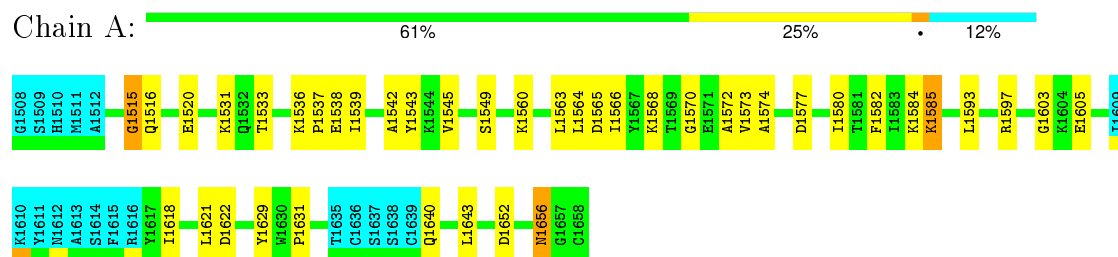 Chain A:
61% 25% • 12%
G1508 S1509 H1510 M1511 A1512 G1515 Q1516 E1520 K1531 Q1532 T1533 K1536 P1537 E1538 I1539 A1542 Y1543 K1544 V1545 S1549 K1560 L1563 L1564 D1565 I1566 Y1567 K1568 T1569 G1570 E1571 A1572 V1573 A1574 D1577 I1580 T1581 F1582 I1583 K1584 K1585 L1593 R1597 G1603 K1604 E1605
K1610 Y1611 N1612 A1613 S1614 F1615 R1616 Y1617 I1618 L1621 D1622 Y1629 W1630 P1631 T1635 C1636 S1637 S1638 C1639 Q1640 L1643 D1652 N1656 G1657 C1658